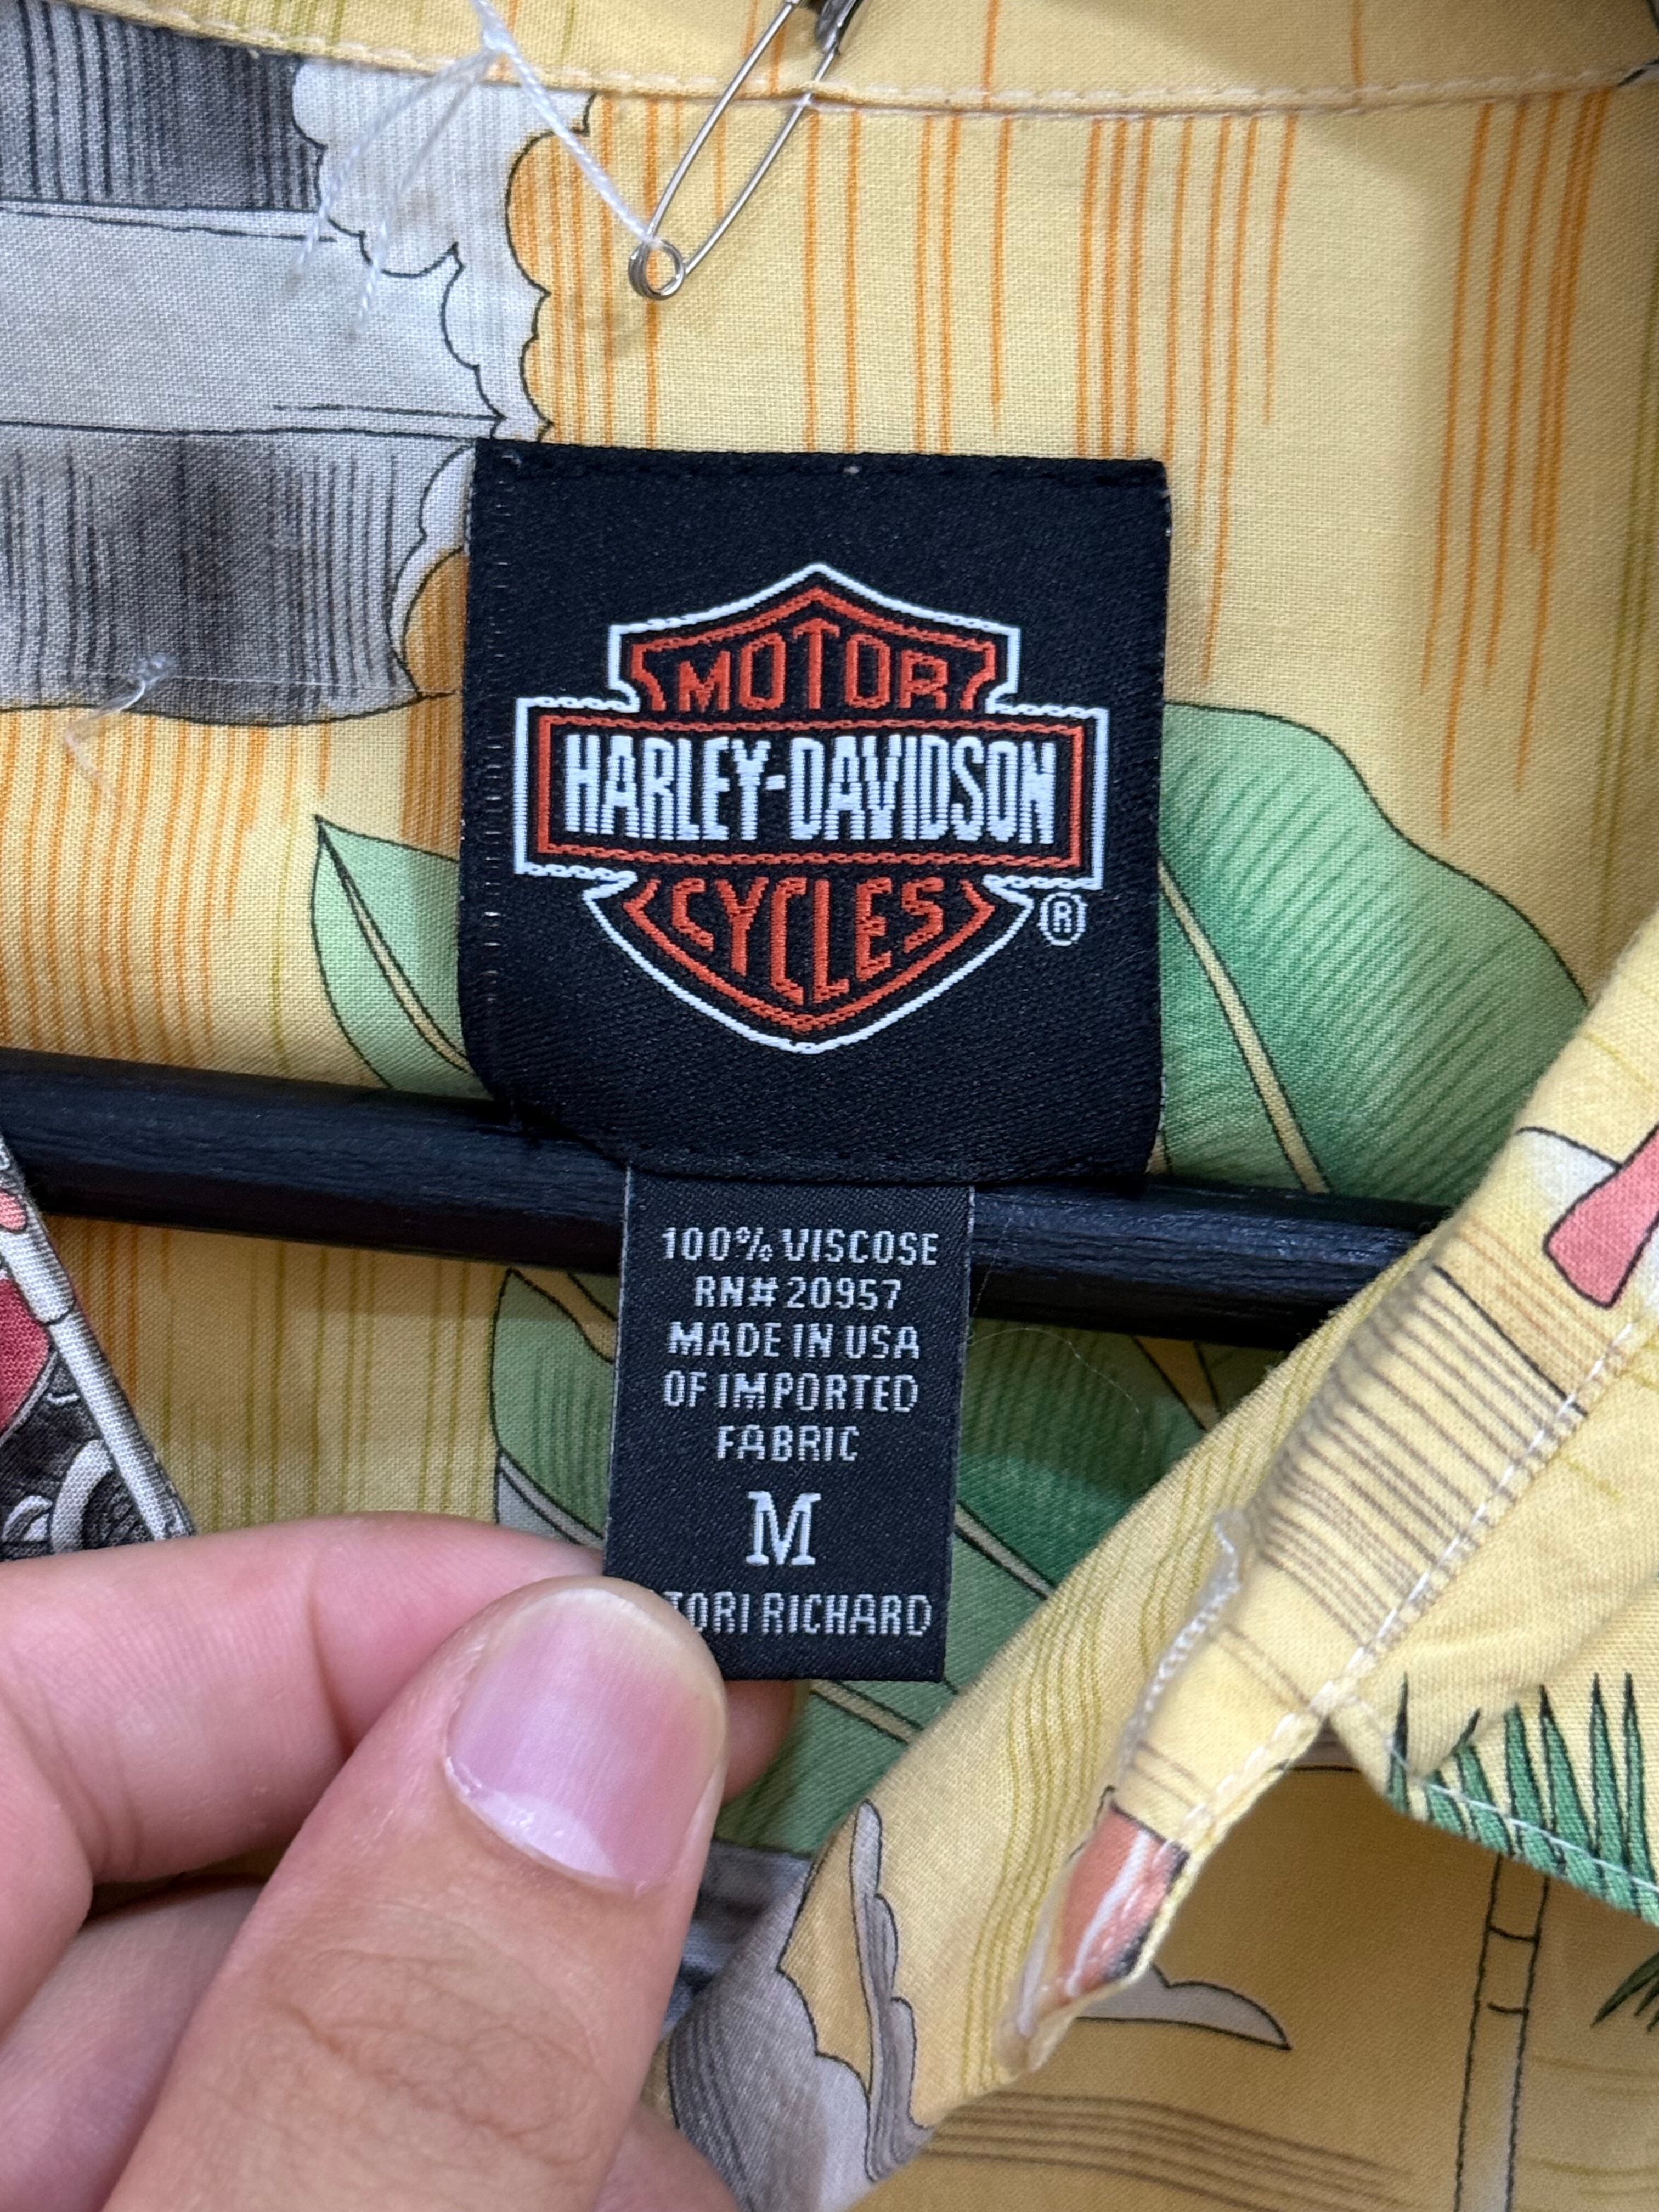 MOTOR
HARLEY-DAVIDSON
CYCLES
®
100% VISCOSE
RN# 20957
MADE IN USA
OF IMPORTED
FABRIC
M
TORI RICHARD